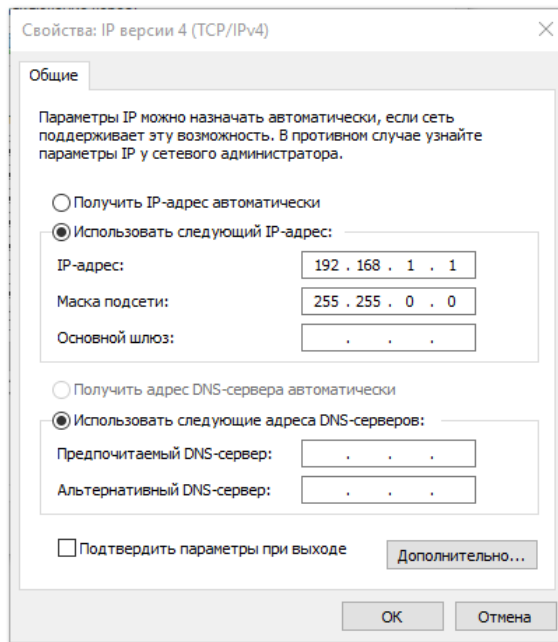 Свойства: IP версии 4 (TCP/IPv4)
Общие
Параметры IP можно назначать автоматически, если сеть
поддерживает эту возможность. В противном случае узнайте
параметры IP у сетевого администратора.
Получить IP-адрес автоматически
Использовать следующий IP-адрес:
IP-адрес: 192 . 168 . 1 . 1
Маска подсети: 255 . 255 . 0 . 0
Основной шлюз: . . .
Получить адрес DNS-сервера автоматически
Использовать следующие адреса DNS-серверов:
Предпочитаемый DNS-сервер: . . .
Альтернативный DNS-сервер: . . .
Подтвердить параметры при выходе
Дополнительно...
ОК Отмена